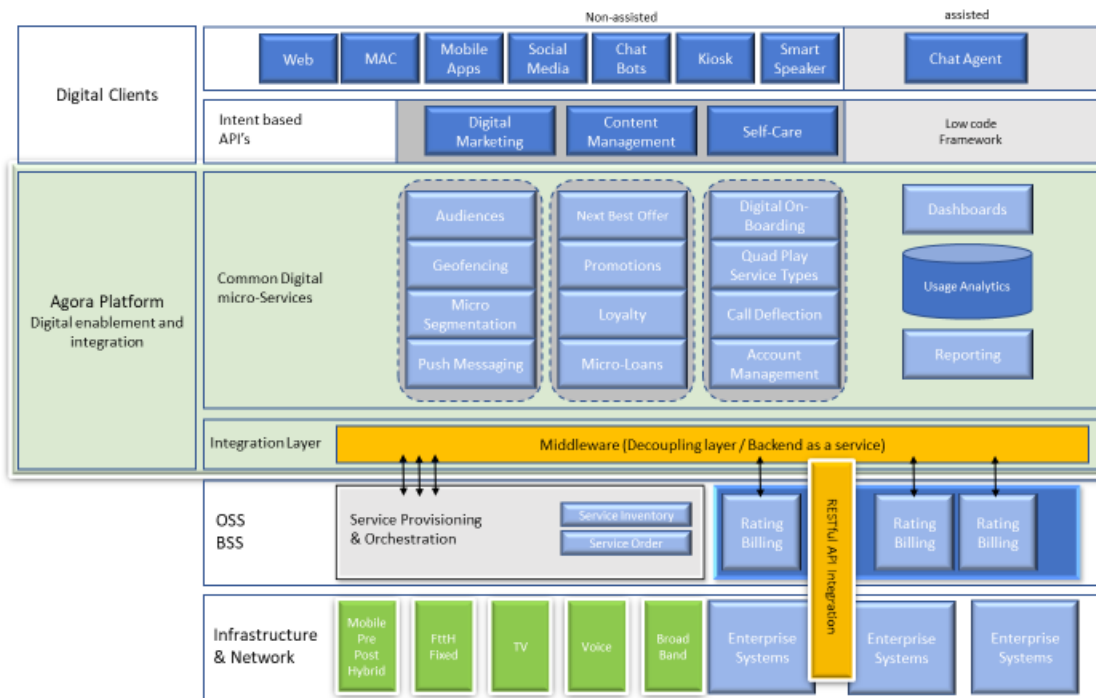 Non-assisted
assisted
Web
MAC
Mobile
Apps
Social
Media
Chat
Bots
Kiosk
Smart
Speaker
Chat Agent
Digital Clients
Intent based
API's
Digital
Marketing
Content
Management
Self-Care
Low code
Framework
Agora Platform
Digital enablement and
integration
Common Digital
micro-Services
Audiences
Geofencing
Micro
Segmentation
Push Messaging
Next Best Offer
Promotions
Loyalty
Micro-Loans
Digital On-
Boarding
Quad Play
Service Types
Call Deflection
Account
Management
Dashboards
Usage Analytics
Reporting
Integration Layer
Middleware (Decoupling layer / Backend as a service)
OSS
BSS
Service Provisioning
& Orchestration
Service Inventory
Service Order
Rating
Billing
RESTful API Integration
Rating
Billing
Rating
Billing
Infrastructure
& Network
Mobile
Pre
Post
Hybrid
FttH
Fixed
TV
Voice
Broad
Band
Enterprise
Systems
Enterprise
Systems
Enterprise
Systems